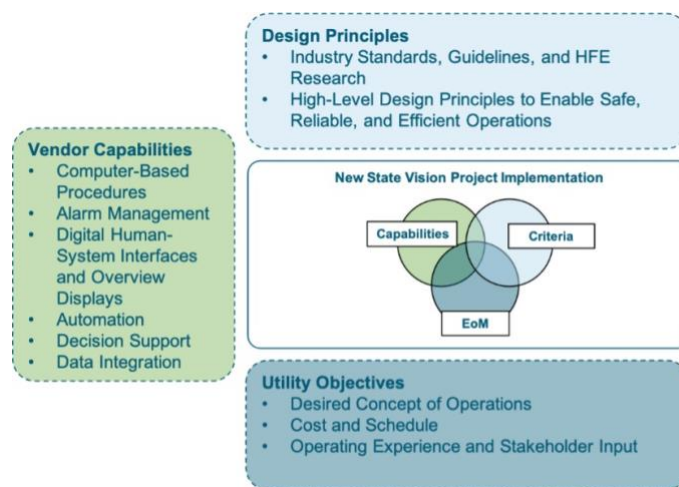 Design Principles
• Industry Standards, Guidelines, and HFE
Research
• High-Level Design Principles to Enable Safe,
Reliable, and Efficient Operations
Vendor Capabilities
• Computer-Based
Procedures
• Alarm Management
• Digital Human-
System Interfaces
and Overview
Displays
• Automation
• Decision Support
• Data Integration
New State Vision Project Implementation
Capabilities
Criteria
EoM
Utility Objectives
• Desired Concept of Operations
• Cost and Schedule
• Operating Experience and Stakeholder Input